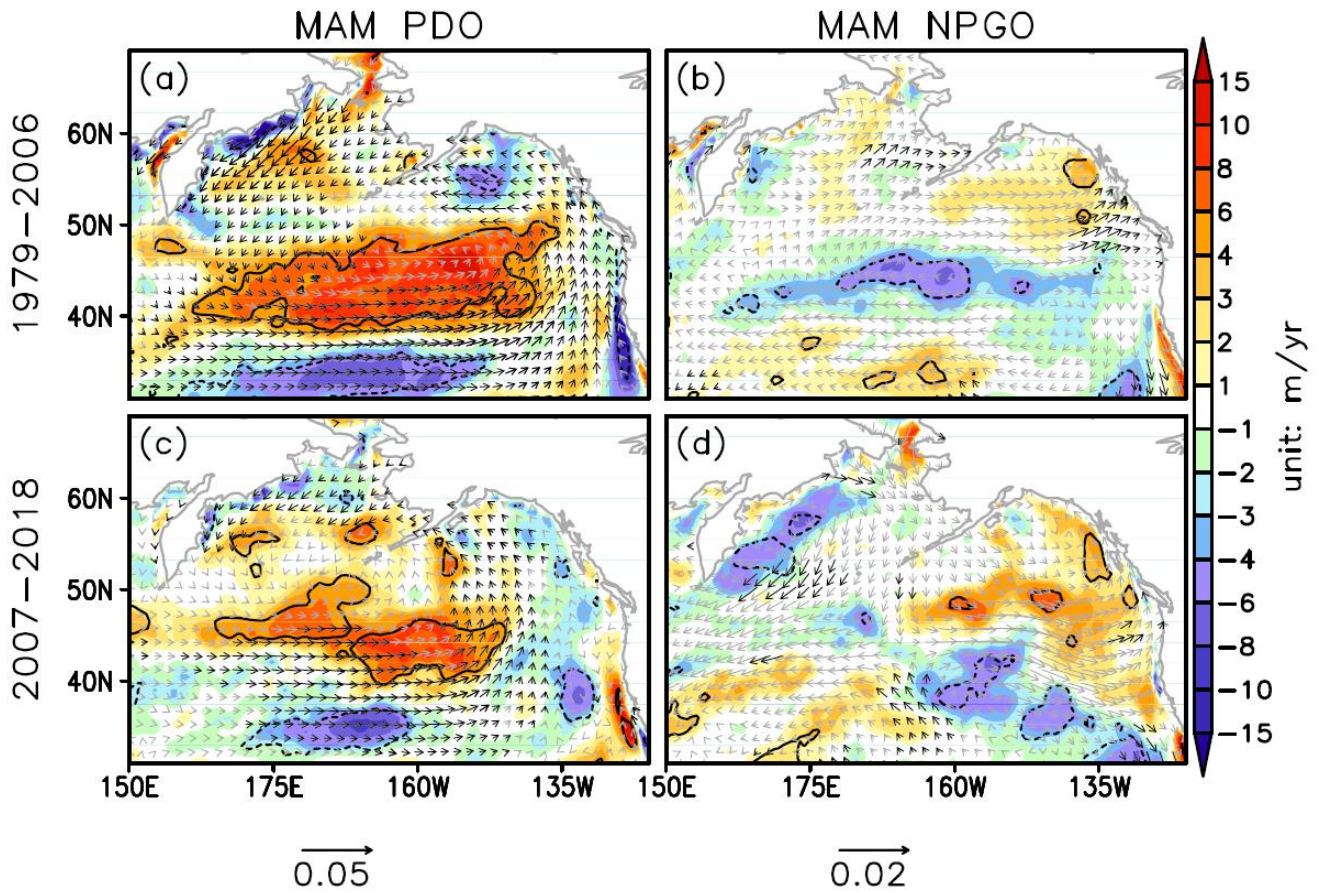 MAM PDO
MAM NPGO
1979−2006
(a)
60N
50N
40N
(b)
2007−2018
(c)
60N
50N
40N
150E
175E
160W
135W
(d)
150E
175E
160W
135W
15
10
8
6
4
3
2
1
−1
−2
−3
−4
−6
−8
−10
−15
unit: m/yr
0.05
0.02